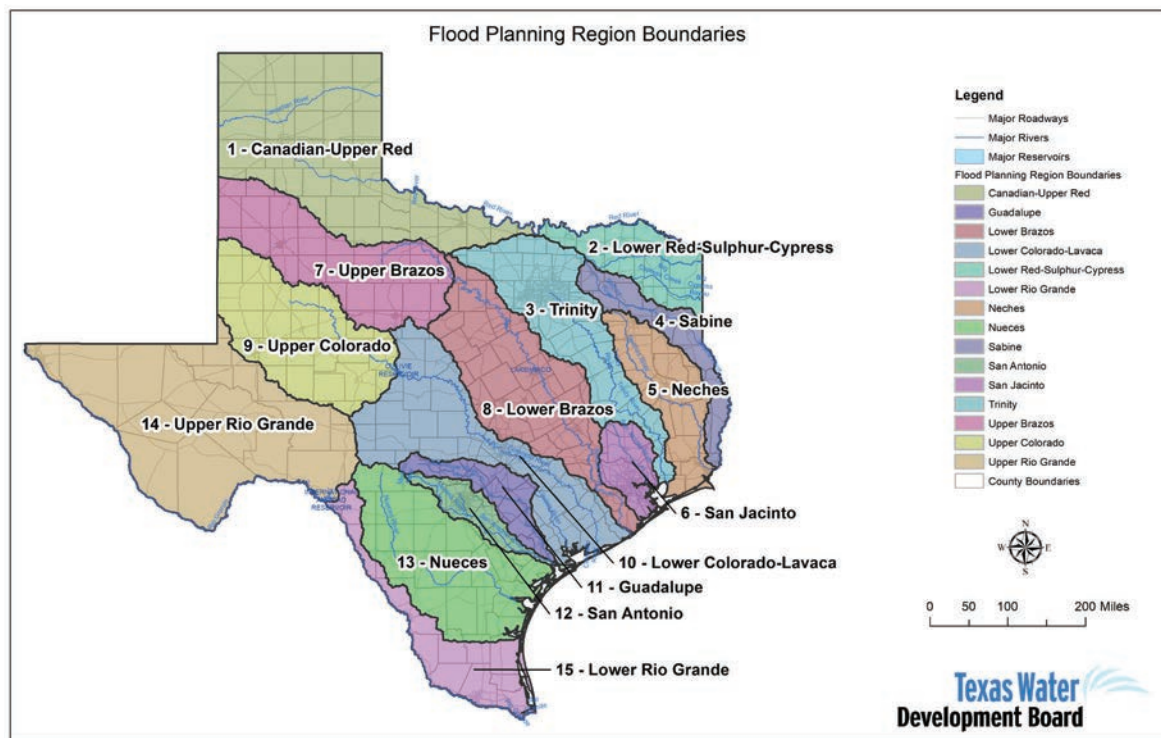 Flood Planning Region Boundaries
1 - Canadian-Upper Red
Red River
Red River
2 - Lower Red-Sulphur-Cypress
7 - Upper Brazos
3 - Trinity
4 - Sabine
9 - Upper Colorado
5 - Neches
8 - Lower Brazos
14 - Upper Rio Grande
6 - San Jacinto
13 - Nueces
10 - Lower Colorado-Lavaca
11 - Guadalupe
12 - San Antonio
15 - Lower Rio Grande
Legend
Major Roadways
Major Rivers
Major Reservoirs
Flood Planning Region Boundaries
Canadian-Upper Red
Guadalupe
Lower Brazos
Lower Colorado-Lavaca
Lower Red-Sulphur-Cypress
Lower Rio Grande
Neches
Nueces
Sabine
San Antonio
San Jacinto
Trinity
Upper Brazos
Upper Colorado
Upper Rio Grande
County Boundaries
N
W E
S
0 50 100 200 Miles
Texas Water
Development Board